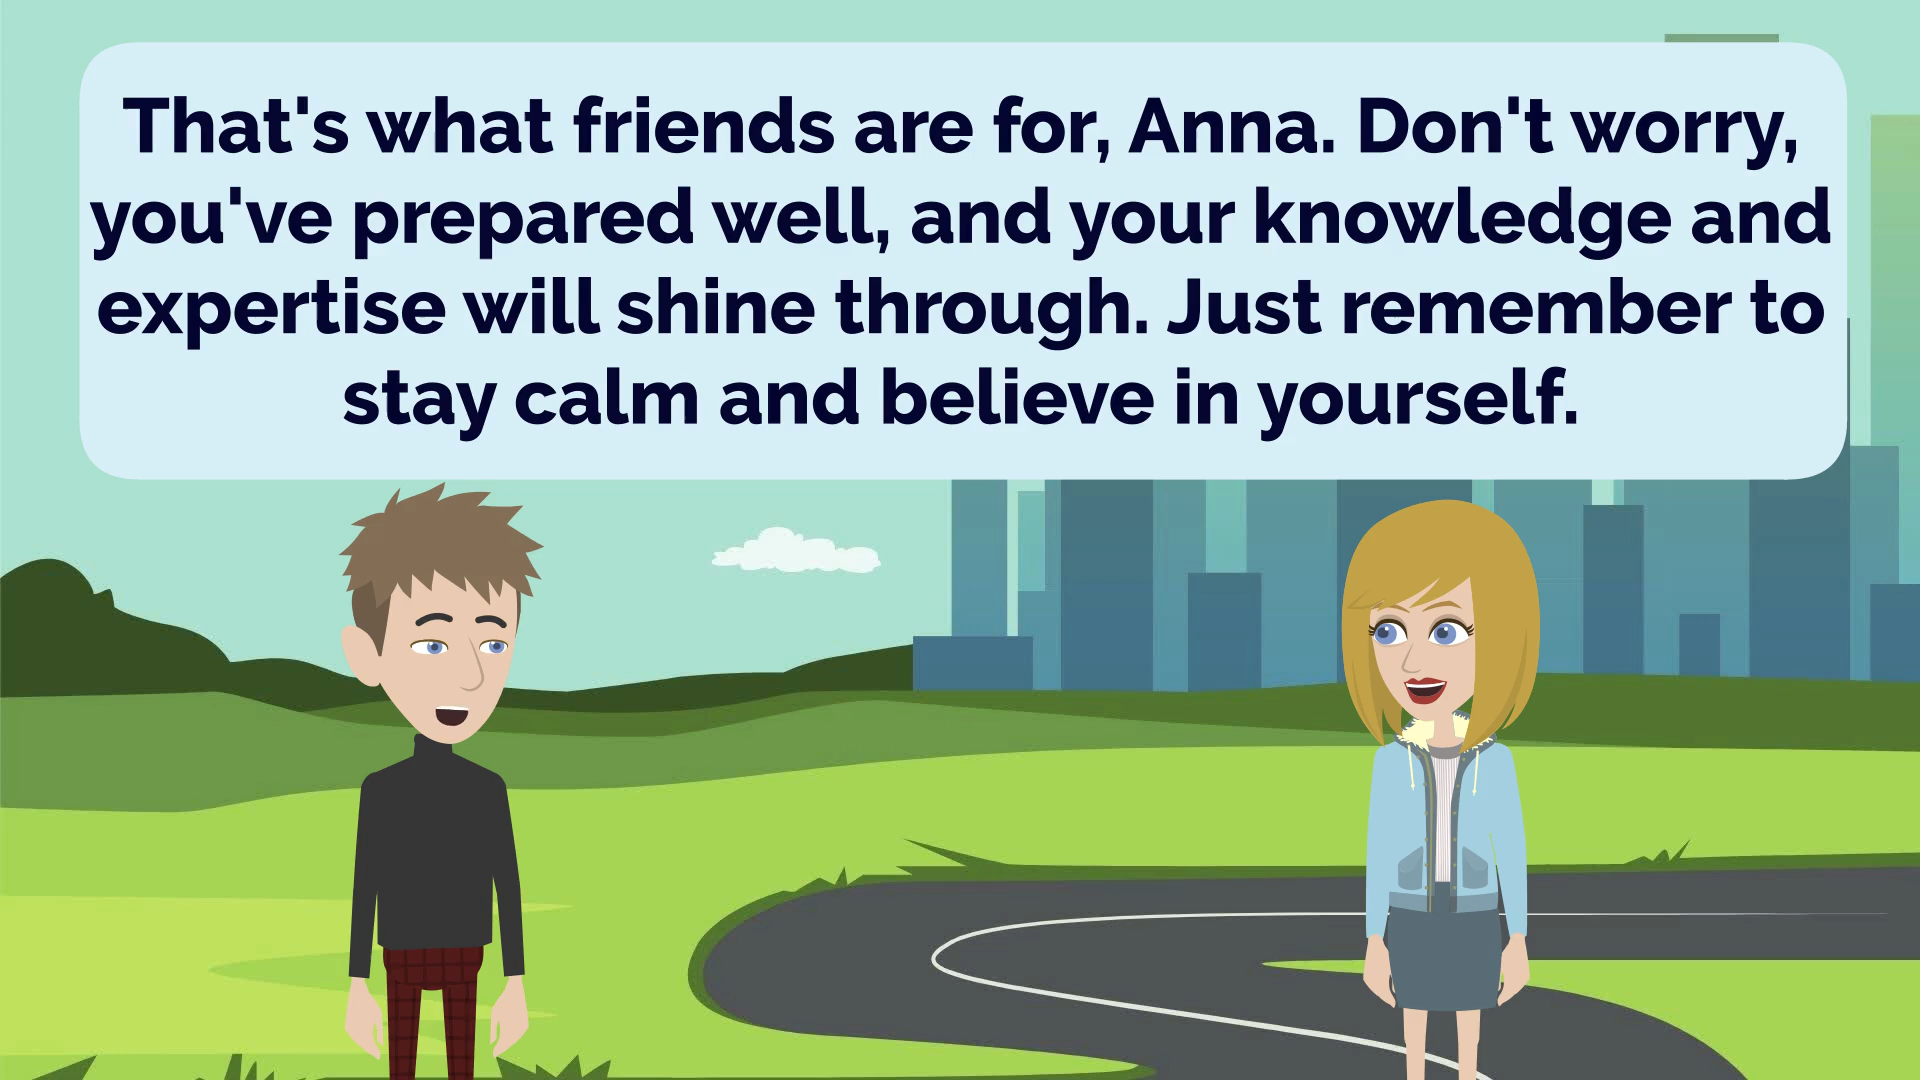 That's what friends are for, Anna. Don't worry,
you've prepared well, and your knowledge and
expertise will shine through. Just remember to
stay calm and believe in yourself.